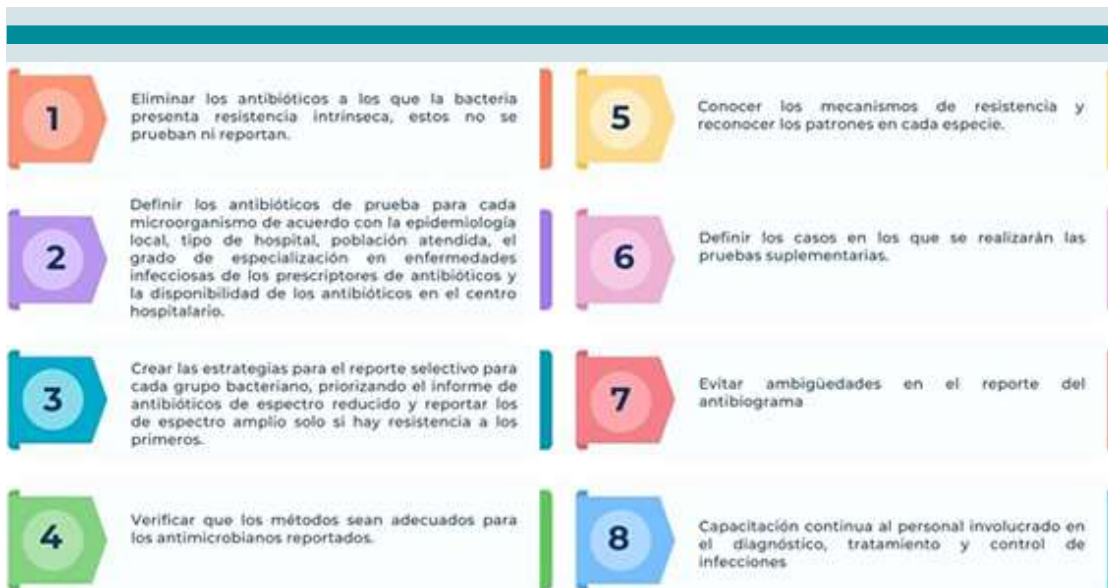 1
Eliminar los antibióticos a los que la bacteria
presenta resistencia intrínseca, estos no se
prueban ni reportan.
2
Definir los antibióticos de prueba para cada
microorganismo de acuerdo con la epidemiología
local, tipo de hospital, población atendida, el
grado de especialización en enfermedades
infecciosas de los prescriptores de antibióticos y
la disponibilidad de los antibióticos en el centro
hospitalario.
3
Crear las estrategias para el reporte selectivo para
cada grupo bacteriano, priorizando el informe de
antibióticos de espectro reducido y reportar los
de espectro amplio solo si hay resistencia a los
primeros.
4
Verificar que los métodos sean adecuados para
los antimicrobianos reportados.
5
Conocer los mecanismos de resistencia y
reconocer los patrones en cada especie.
6
Definir los casos en los que se realizarán las
pruebas suplementarias.
7
Evitar ambigüedades en el reporte del
antibiograma
8
Capacitación continua al personal involucrado en
el diagnóstico, tratamiento y control de
infecciones